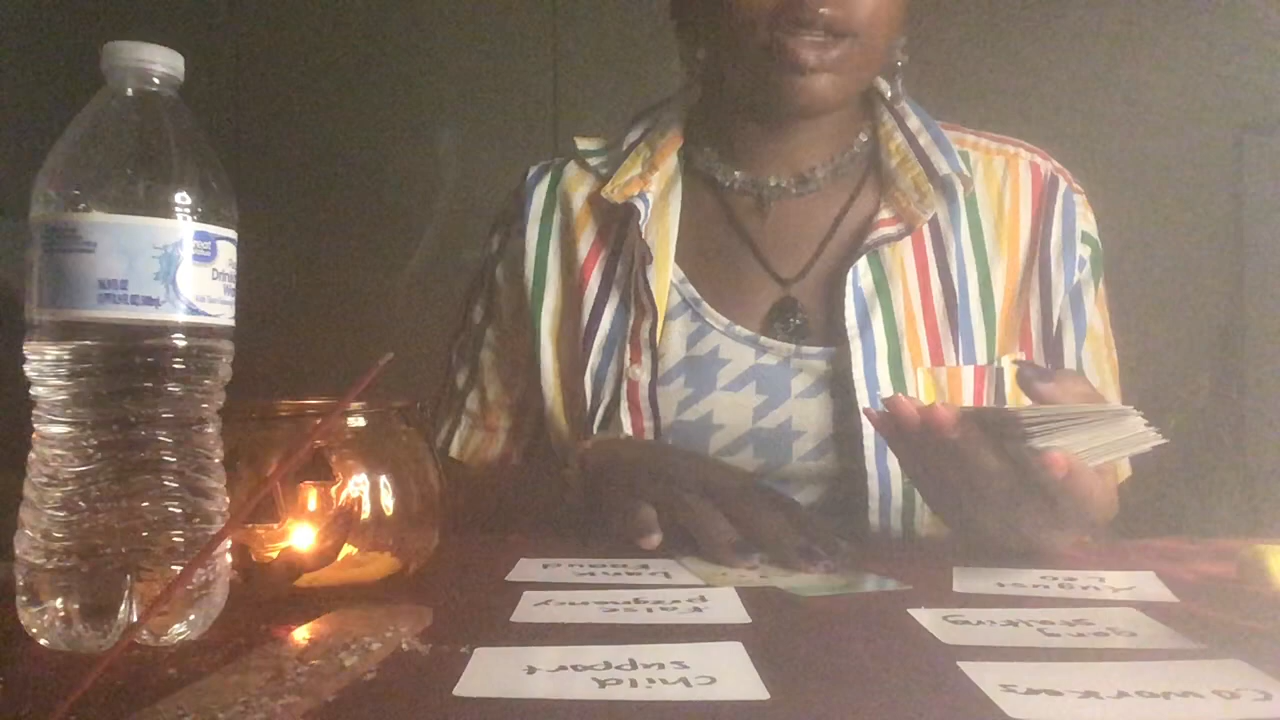 bank
Fraud
False
pregnancy
Child
support
August
Leo
gang
stalking
Coworkers